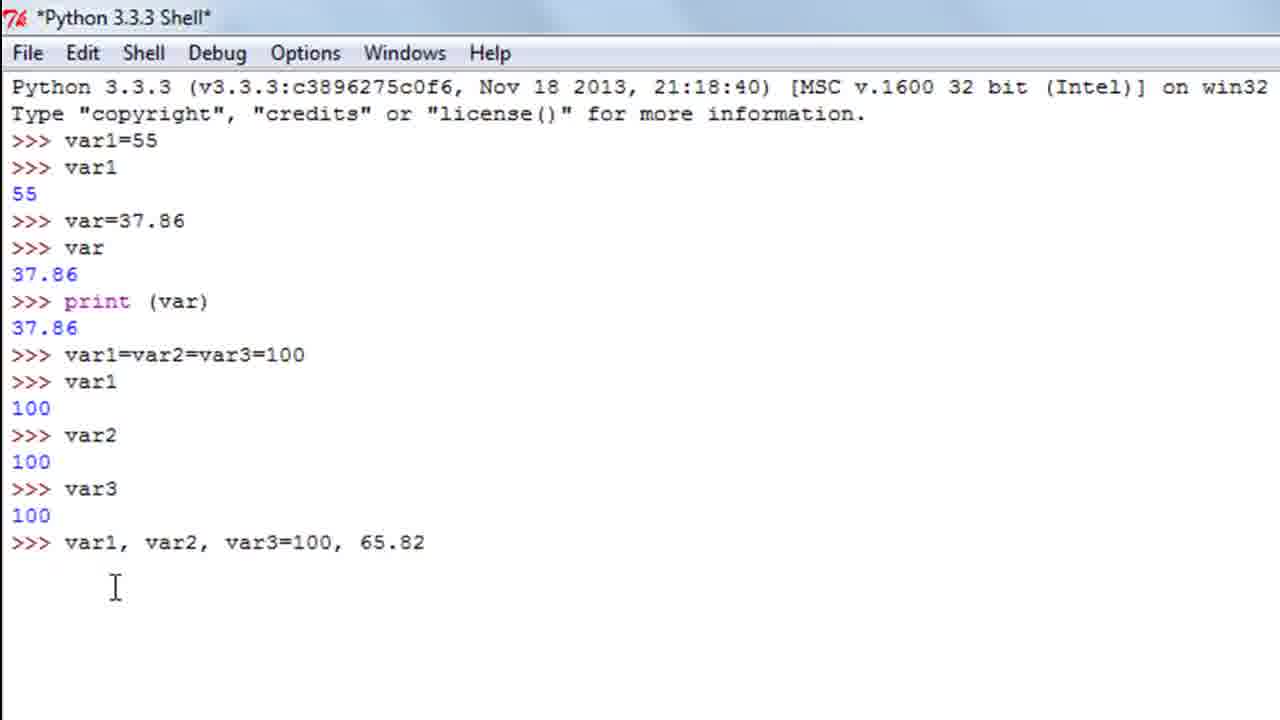 *Python 3.3.3 Shell*
File Edit Shell Debug Options Windows Help
Python 3.3.3 (v3.3.3:c3896275c0f6, Nov 18 2013, 21:18:40) [MSC v.1600 32 bit (Intel)] on win32
Type "copyright", "credits" or "license()" for more information.
>>> var1=55
>>> var1
55
>>> var=37.86
>>> var
37.86
>>> print (var)
37.86
>>> var1=var2=var3=100
>>> var1
100
>>> var2
100
>>> var3
100
>>> var1, var2, var3=100, 65.82